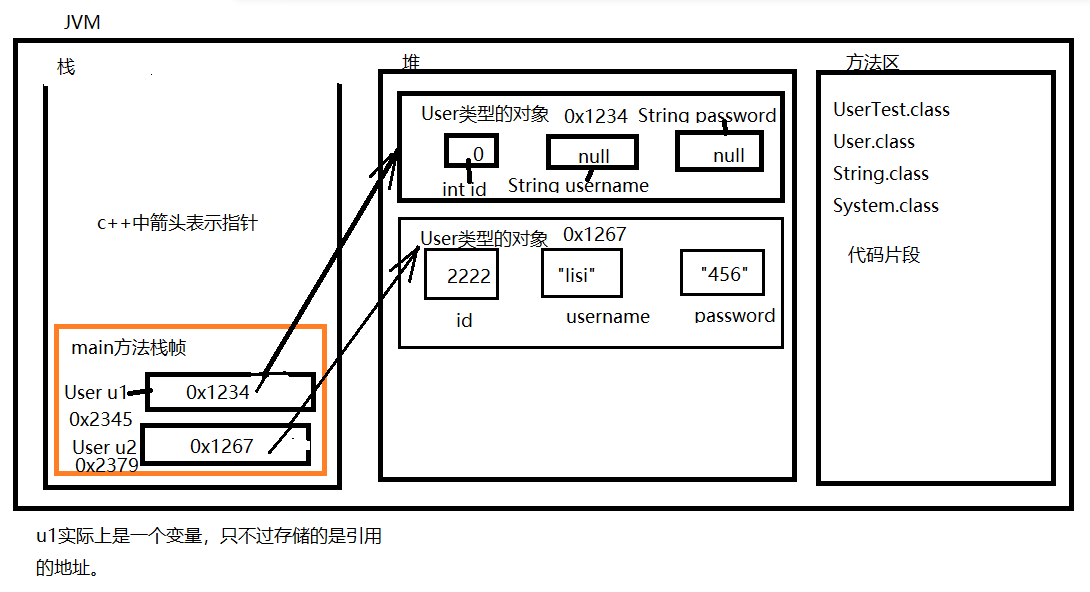 JVM
栈
堆
方法区
User类型的对象 0x1234 String password
0
null
null
int id
String username
User类型的对象 0x1267
2222
"lisi"
"456"
id
username
password
UserTest.class
User.class
String.class
System.class
代码片段
c++中箭头表示指针
main方法栈帧
User u1
0x1234
0x2345
User u2
0x1267
0x2379
u1实际上是一个变量，只不过存储的是引用
的地址。